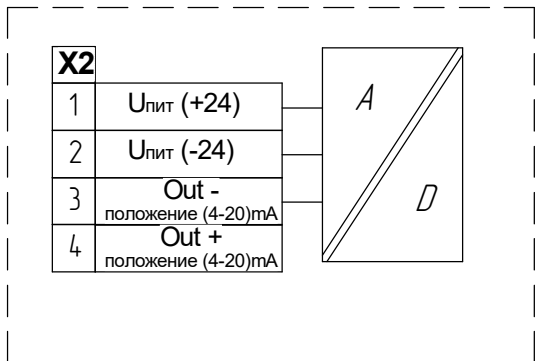 X2
1 Uпит (+24)
2 Uпит (-24)
3 Out -
положение (4-20)mA
4 Out +
положение (4-20)mA
A
D